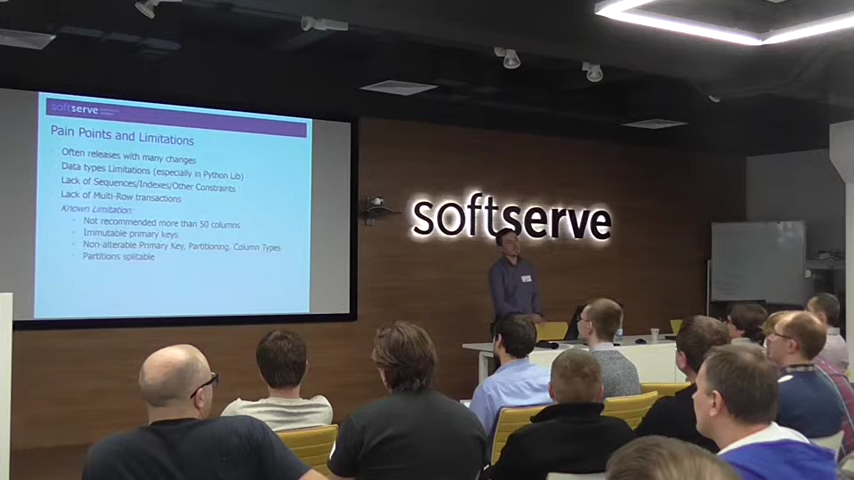 softserve
Pain Points and Limitations
Often releases with many changes
Data types Limitations (especially in Python Lib)
Lack of Sequences/Indexes/Other Constraints
Lack of Multi-Row transactions
Known Limitation:
Not recommended more than 50 columns
Immutable primary keys
Non-alterable Primary Key, Partitioning, Column Types
Partitions splitable
softserve